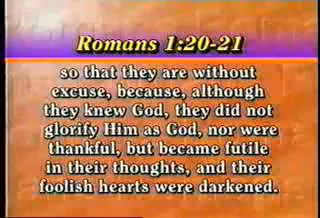 Romans 1:20-21
so that they are without
excuse, because, although
they knew God, they did not
glorify Him as God, nor were
thankful, but became futile
in their thoughts, and their
foolish hearts were darkened.